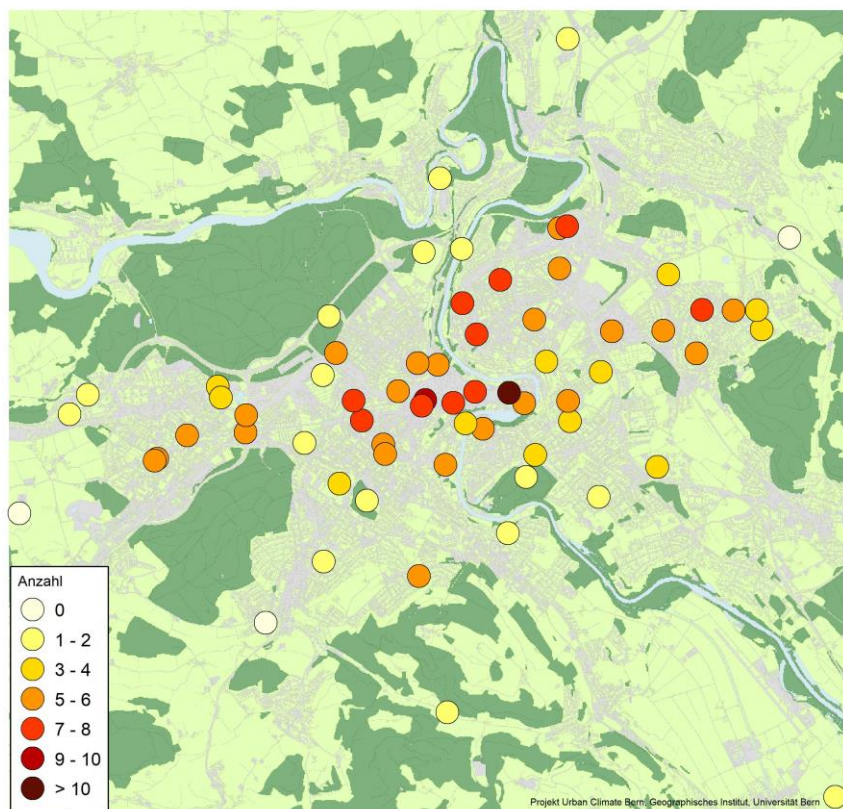 Anzahl
0
1 - 2
3 - 4
5 - 6
7 - 8
9 - 10
> 10
Projekt Urban Climate Bern, Geographisches Institut, Universität Bern